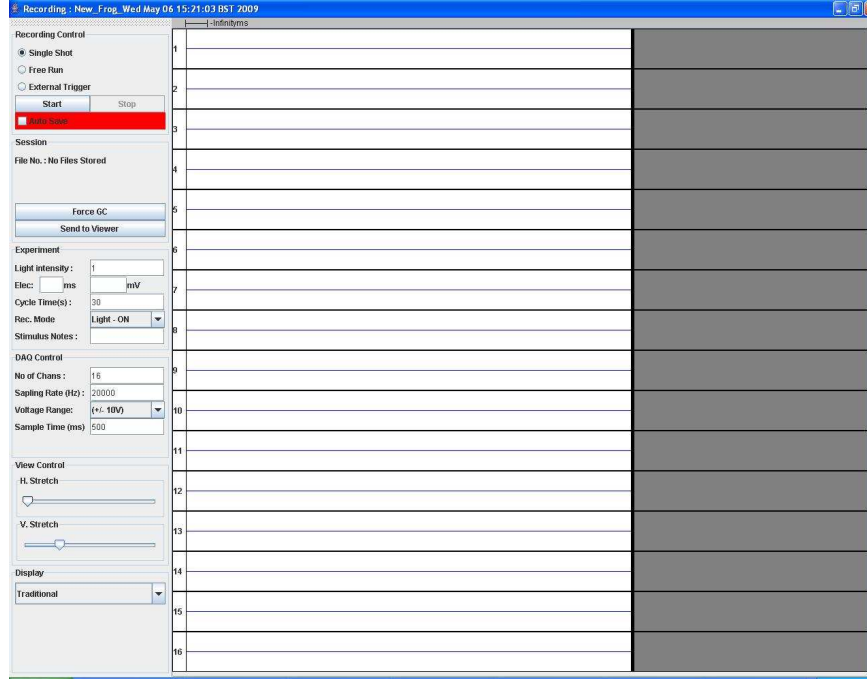 Recording : New_Frog_Wed May 06 15:21:03 BST 2009
-Infinityms
Recording Control
Single Shot
Free Run
External Trigger
Start Stop
Auto Save
Session
File No. : No Files Stored
Force GC
Send to Viewer
Experiment
Light intensity : 1
Elec: ms mV
Cycle Time(s) : 30
Rec. Mode Light - ON
Stimulus Notes :
DAQ Control
No of Chans : 16
Sapling Rate (Hz) : 20000
Voltage Range: (+/- 10V)
Sample Time (ms) 500
View Control
H. Stretch
V. Stretch
Display
Traditional
1
2
3
4
5
6
7
8
9
10
11
12
13
14
15
16